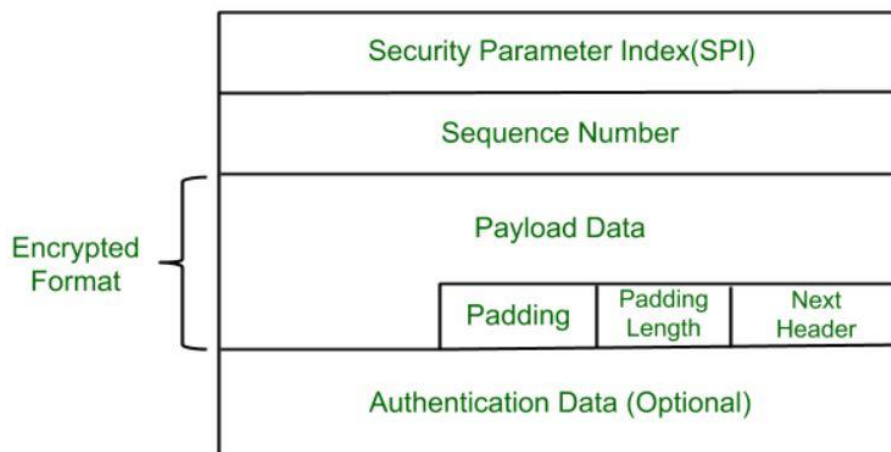 Security Parameter Index(SPI)
Sequence Number
Payload Data
Encrypted
Format
Padding
Padding
Length
Next
Header
Authentication Data (Optional)